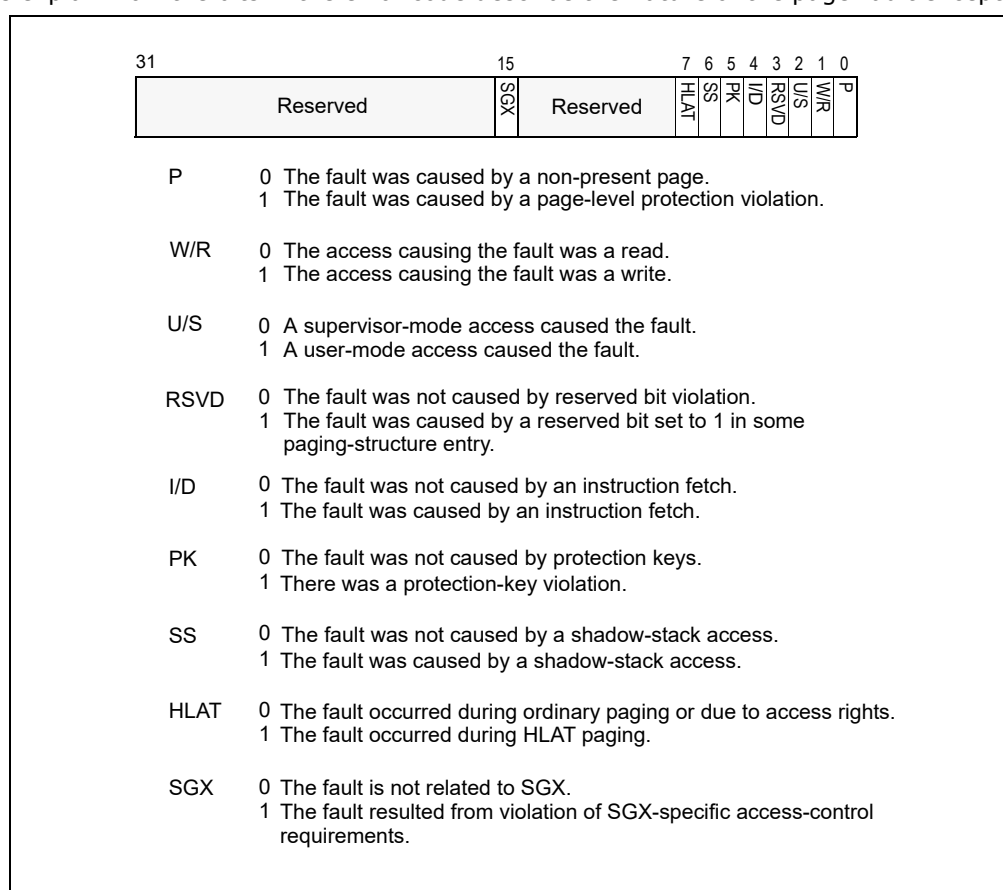 31 15 7 6 5 4 3 2 1 0
Reserved SGX Reserved HLAT SS PK I/D RSVD U/S W/R P
P 0 The fault was caused by a non-present page.
1 The fault was caused by a page-level protection violation.
W/R 0 The access causing the fault was a read.
1 The access causing the fault was a write.
U/S 0 A supervisor-mode access caused the fault.
1 A user-mode access caused the fault.
RSVD 0 The fault was not caused by reserved bit violation.
1 The fault was caused by a reserved bit set to 1 in some
paging-structure entry.
I/D 0 The fault was not caused by an instruction fetch.
1 The fault was caused by an instruction fetch.
PK 0 The fault was not caused by protection keys.
1 There was a protection-key violation.
SS 0 The fault was not caused by a shadow-stack access.
1 The fault was caused by a shadow-stack access.
HLAT 0 The fault occurred during ordinary paging or due to access rights.
1 The fault occurred during HLAT paging.
SGX 0 The fault is not related to SGX.
1 The fault resulted from violation of SGX-specific access-control
requirements.